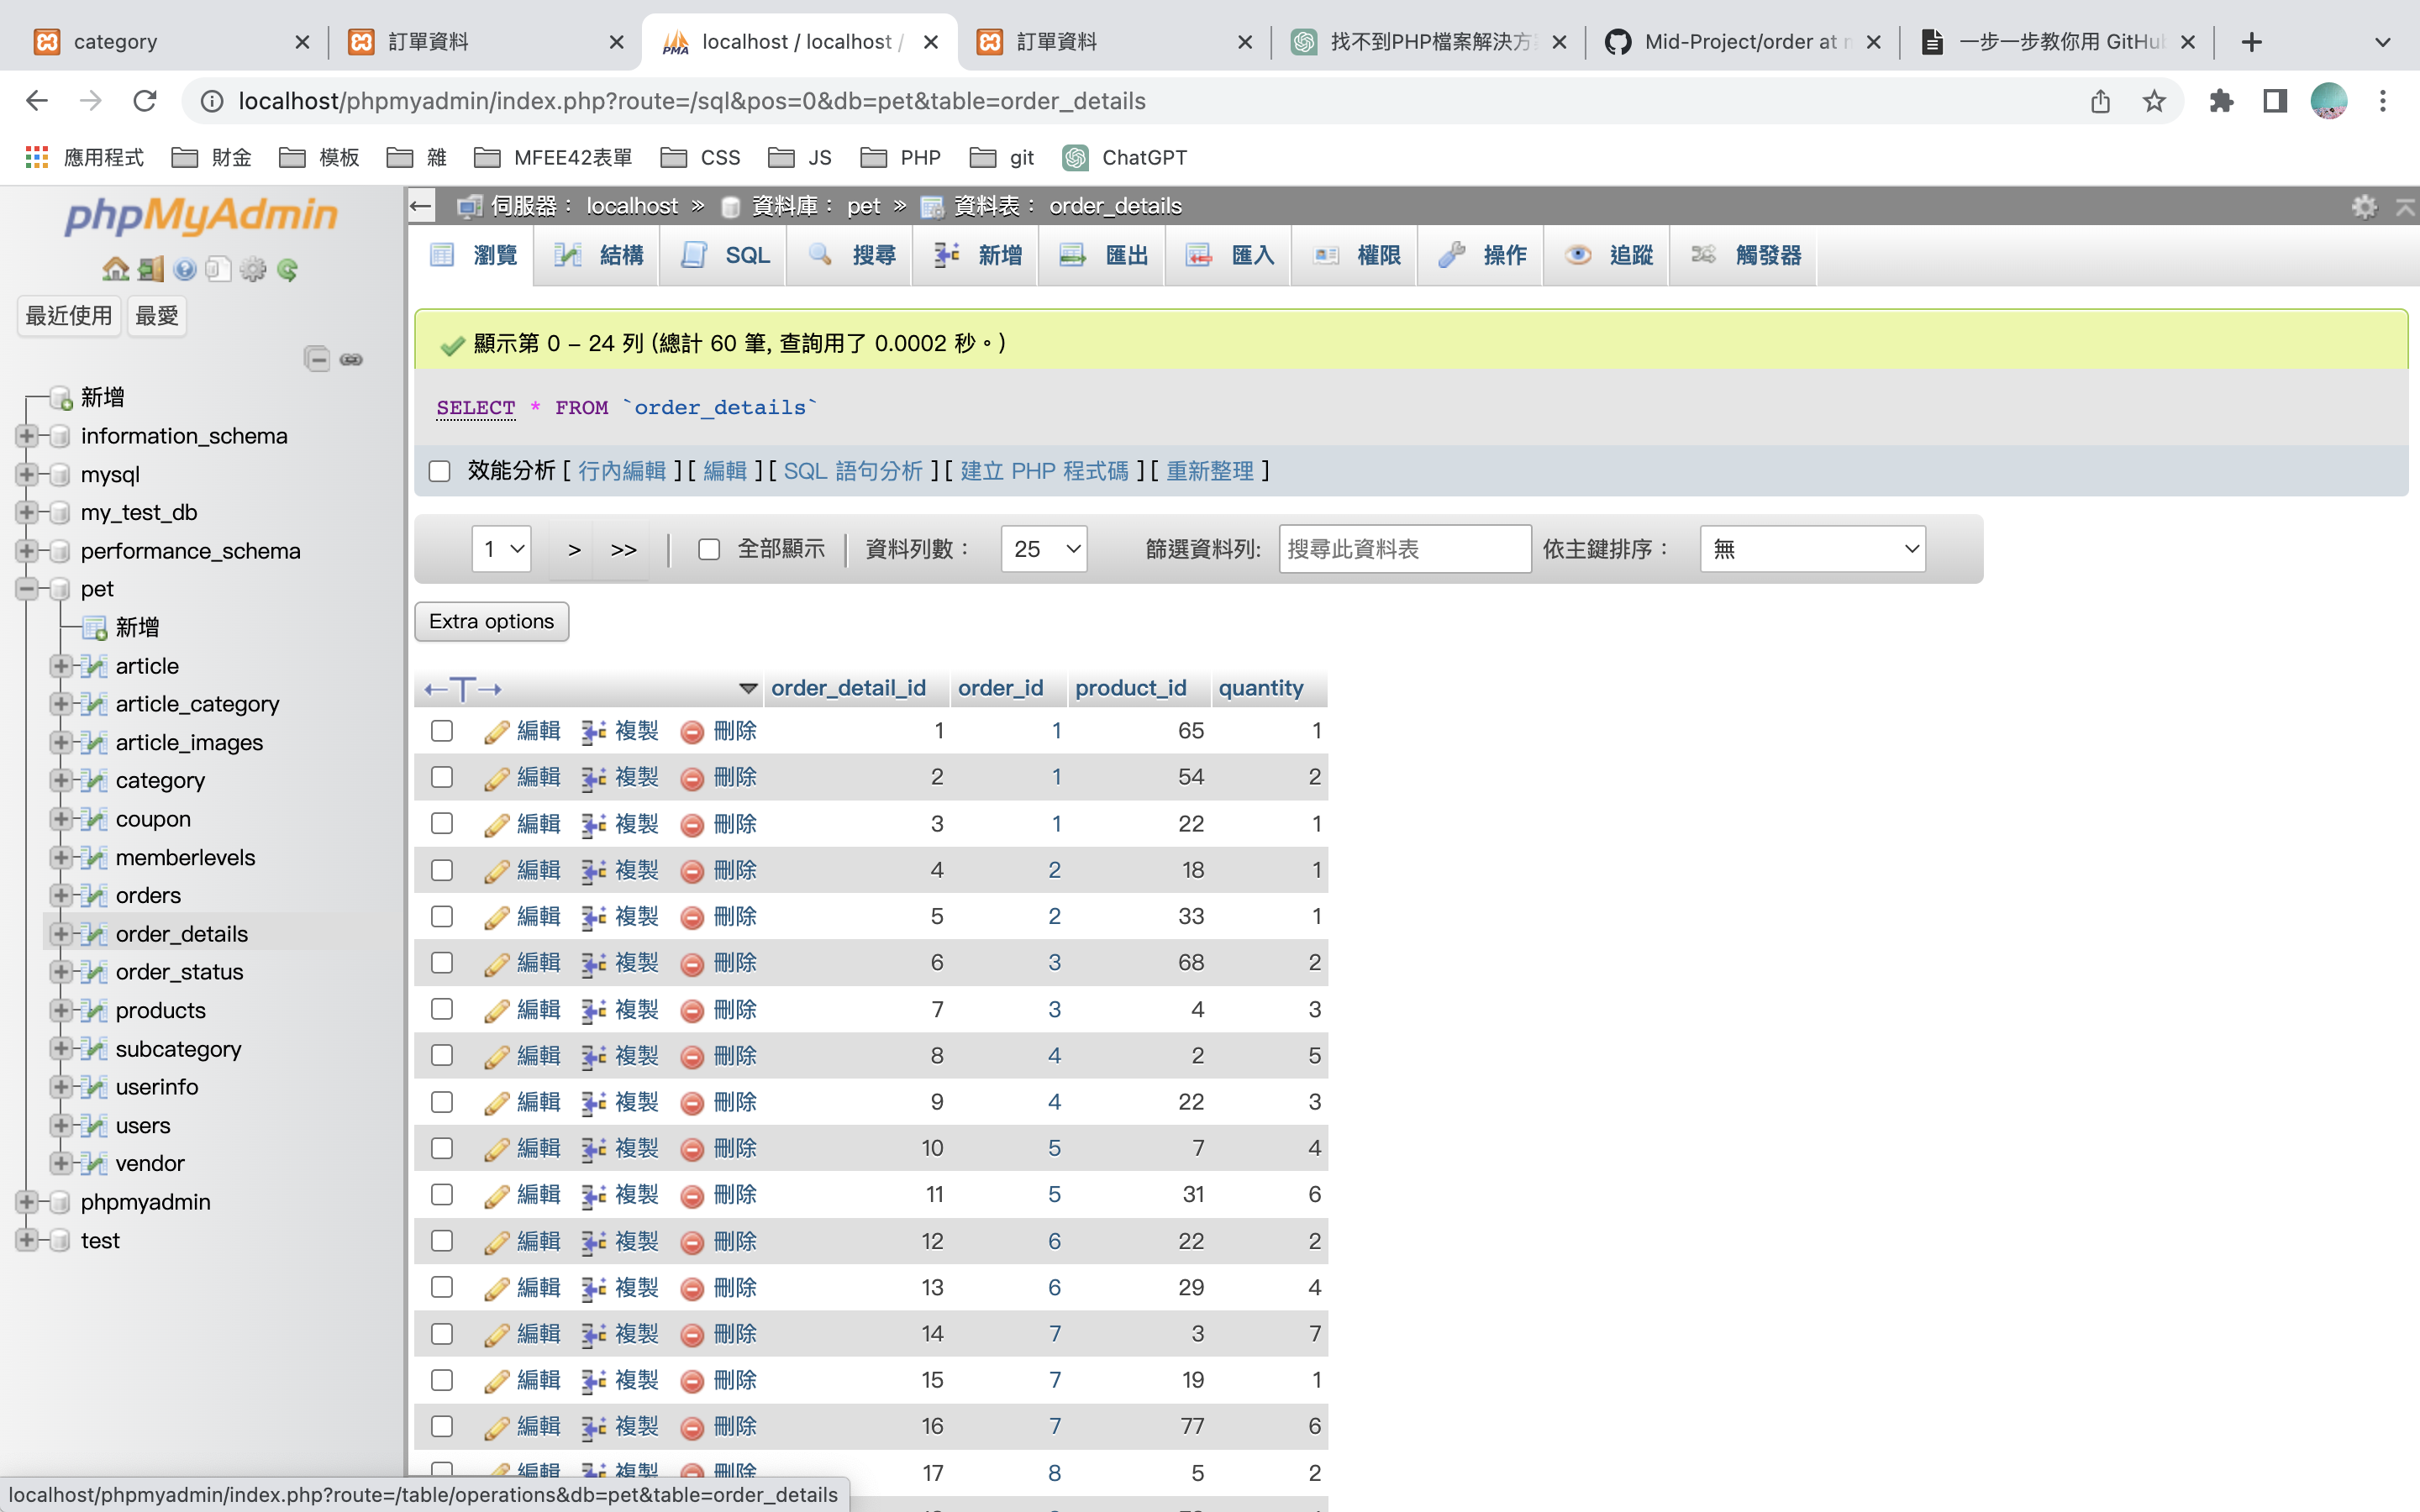 category
訂單資料
localhost / localhost /
訂單資料
找不到PHP檔案解決方
Mid-Project/order at
一步一步教你用 GitHu
localhost/phpmyadmin/index.php?route=/sql&pos=0&db=pet&table=order_details
應用程式 財金 模板 雜 MFEE42表單 CSS JS PHP git ChatGPT
phpMyAdmin
最近使用 最愛
新增
information_schema
mysql
my_test_db
performance_schema
pet
新增
article
article_category
article_images
category
coupon
memberlevels
orders
order_details
order_status
products
subcategory
userinfo
users
vendor
phpmyadmin
test
伺服器： localhost » 資料庫： pet » 資料表： order_details
瀏覽 結構 SQL 搜尋 新增 匯出 匯入 權限 操作 追蹤 觸發器
顯示第 0 – 24 列 (總計 60 筆, 查詢用了 0.0002 秒。)
SELECT * FROM `order_details`
效能分析 [ 行內編輯 ] [ 編輯 ] [ SQL 語句分析 ] [ 建立 PHP 程式碼 ] [ 重新整理 ]
1 > >> 全部顯示 資料列數： 25 篩選資料列: 搜尋此資料表 依主鍵排序： 無
Extra options
←T→ order_detail_id order_id product_id quantity
編輯 複製 刪除 1 1 65 1
編輯 複製 刪除 2 1 54 2
編輯 複製 刪除 3 1 22 1
編輯 複製 刪除 4 2 18 1
編輯 複製 刪除 5 2 33 1
編輯 複製 刪除 6 3 68 2
編輯 複製 刪除 7 3 4 3
編輯 複製 刪除 8 4 2 5
編輯 複製 刪除 9 4 22 3
編輯 複製 刪除 10 5 7 4
編輯 複製 刪除 11 5 31 6
編輯 複製 刪除 12 6 22 2
編輯 複製 刪除 13 6 29 4
編輯 複製 刪除 14 7 3 7
編輯 複製 刪除 15 7 19 1
編輯 複製 刪除 16 7 77 6
編輯 複製 刪除 17 8 5 2
localhost/phpmyadmin/index.php?route=/table/operations&db=pet&table=order_details